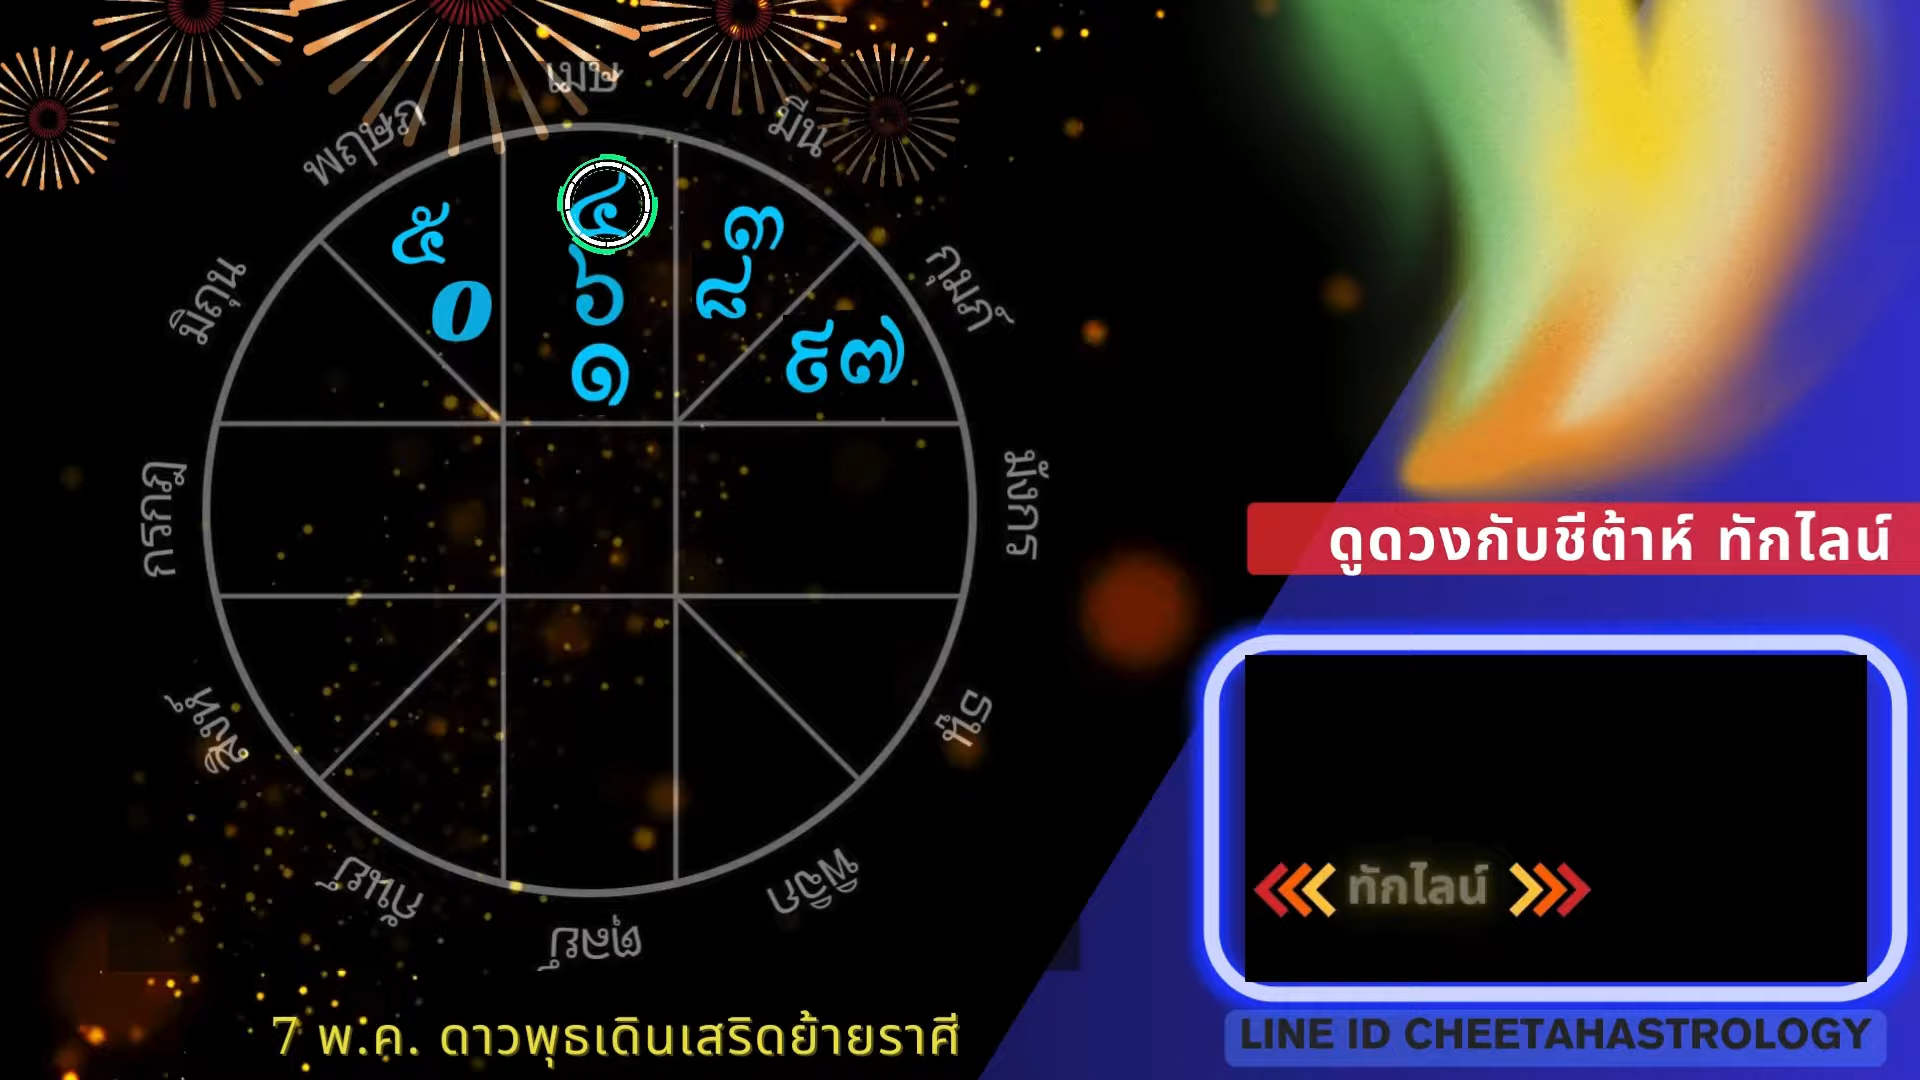 เมษ
พฤษภ
มีน
มิถุน
กุมภ์
๕
๐
๔
๖
๑
๓
๘
๙๗
กรกฎ
มังกร
สิงห์
ธนู
กันย์
ตุลย์
พิจิก
7 พ.ค. ดาวพุธเดินเสริดย้ายราศี
ดูดวงกับชีต้าห์ ทักไลน์
ทักไลน์
LINE ID CHEETAHASTROLOGY